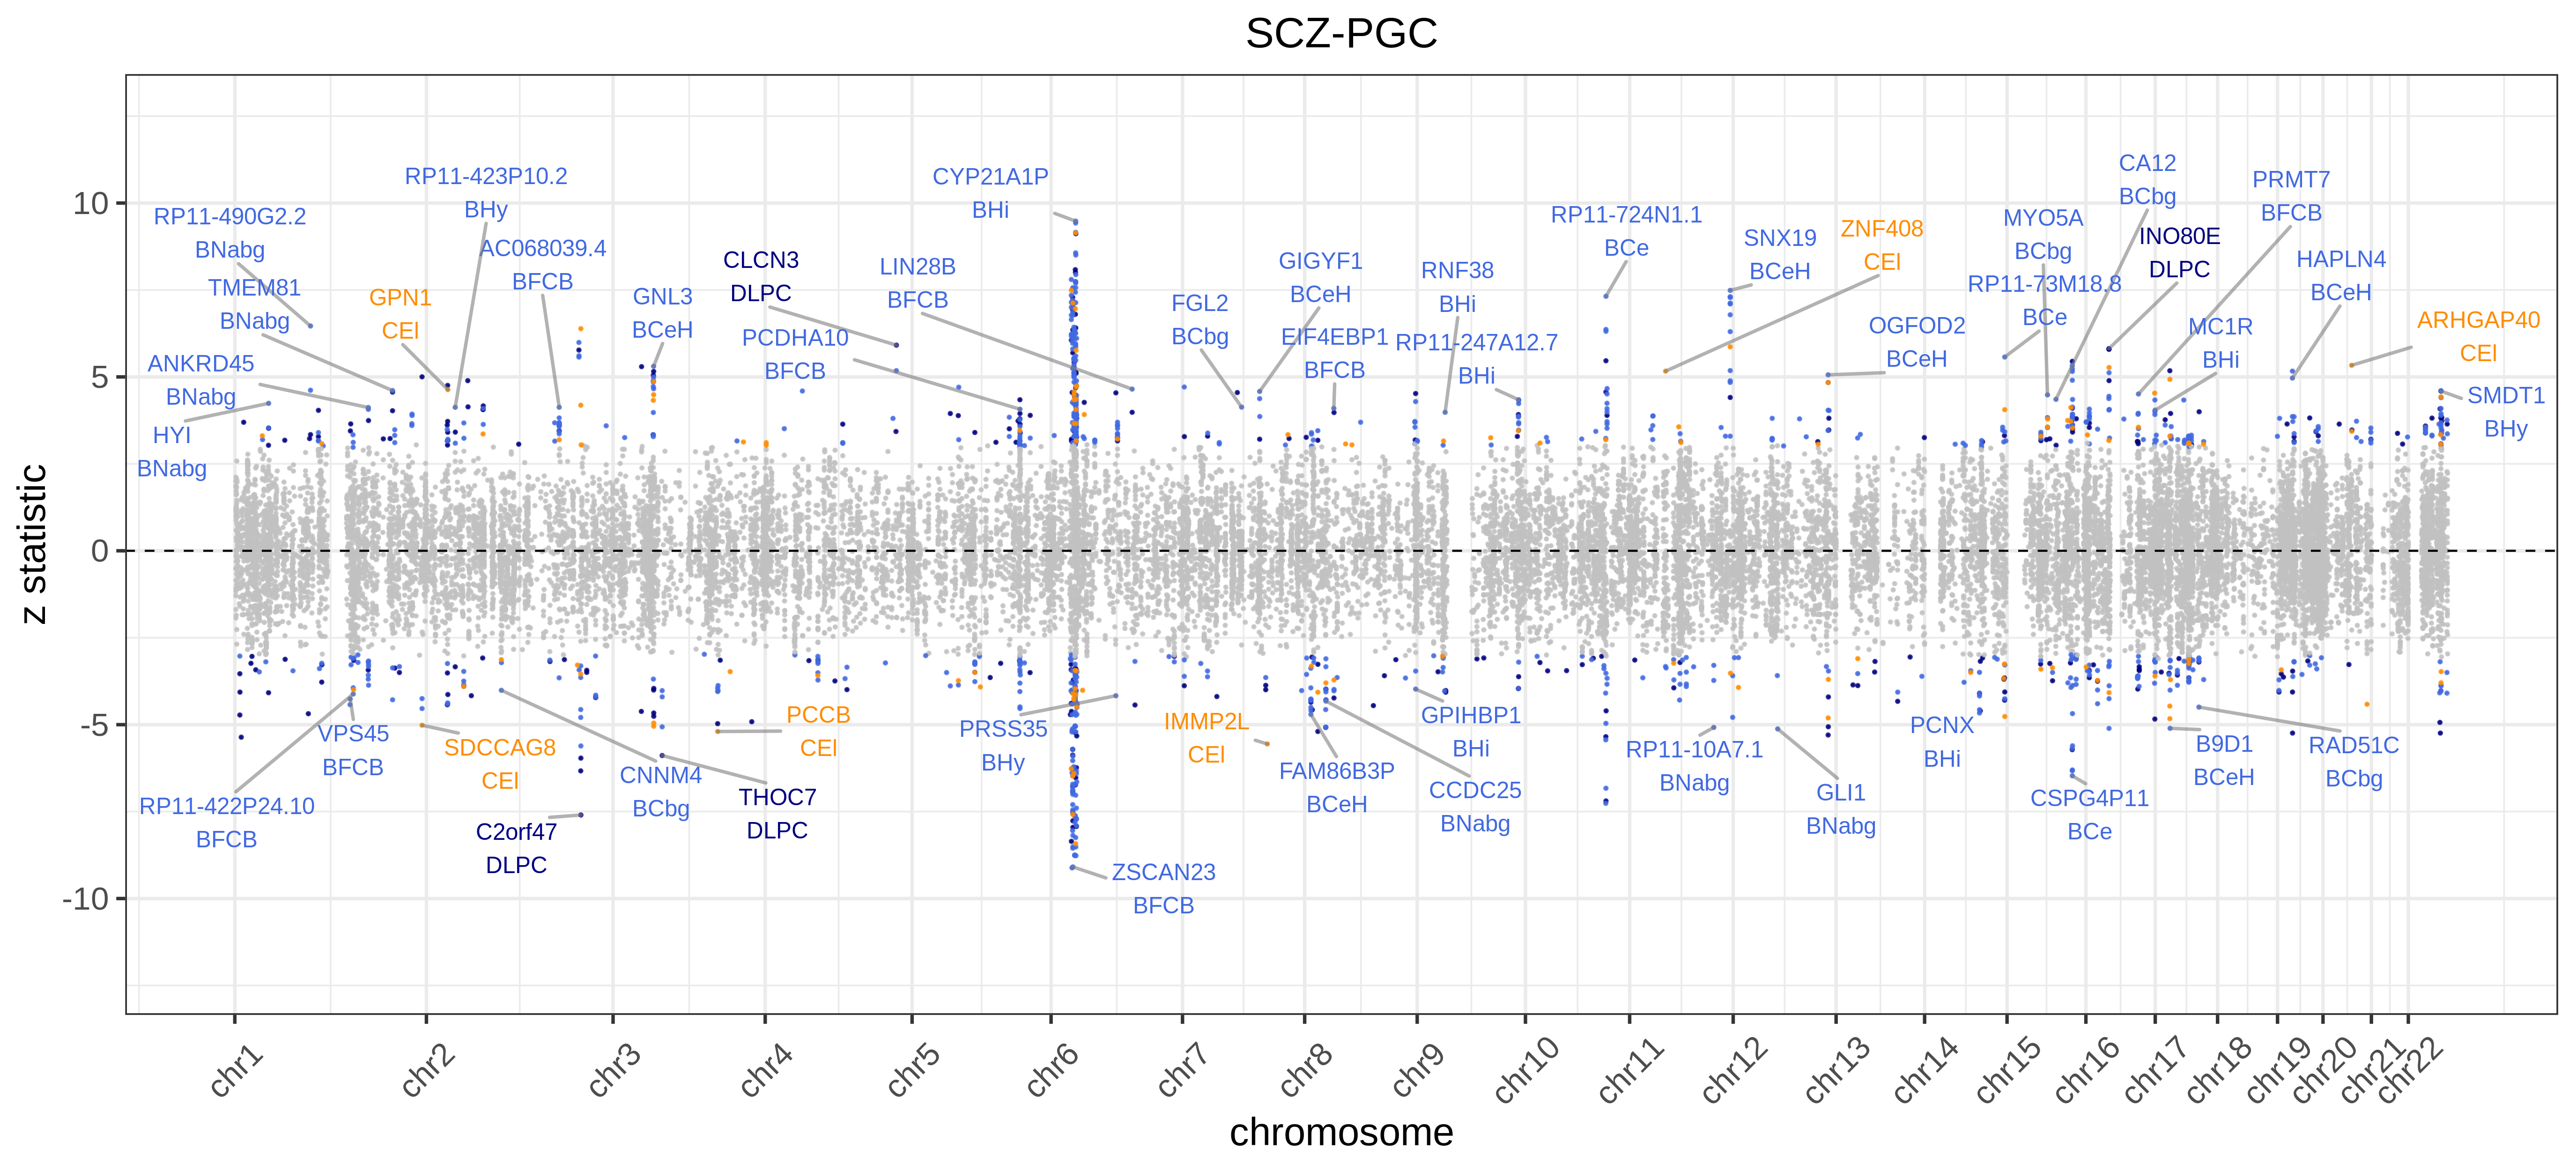 SCZ-PGC
z statistic
10
5
0
-5
-10
RP11-490G2.2
BNabg
TMEM81
BNabg
ANKRD45
BNabg
HYI
BNabg
GPN1
CEl
RP11-423P10.2
BHy
AC068039.4
BFCB
GNL3
BCeH
CLCN3
DLPC
PCDHA10
BFCB
LIN28B
BFCB
CYP21A1P
BHi
FGL2
BCbg
GIGYF1
BCeH
EIF4EBP1
BFCB
RNF38
BHi
RP11-247A12.7
BHi
RP11-724N1.1
BCe
SNX19
BCeH
ZNF408
CEl
OGFOD2
BCeH
MYO5A
BCbg
RP11-73M18.8
BCe
CA12
BCbg
INO80E
DLPC
PRMT7
BFCB
MC1R
BHi
HAPLN4
BCeH
ARHGAP40
CEl
SMDT1
BHy
RP11-422P24.10
BFCB
VPS45
BFCB
SDCCAG8
CEl
C2orf47
DLPC
CNNM4
BCbg
THOC7
DLPC
PCCB
CEl
PRSS35
BHy
ZSCAN23
BFCB
IMMP2L
CEl
FAM86B3P
BCeH
CCDC25
BNabg
GPIHBP1
BHi
RP11-10A7.1
BNabg
GLI1
BNabg
PCNX
BHi
CSPG4P11
BCe
B9D1
BCeH
RAD51C
BCbg
chr1
chr2
chr3
chr4
chr5
chr6
chr7
chr8
chr9
chr10
chr11
chr12
chr13
chr14
chr15
chr16
chr17
chr18
chr19
chr20
chr21
chr22
chromosome